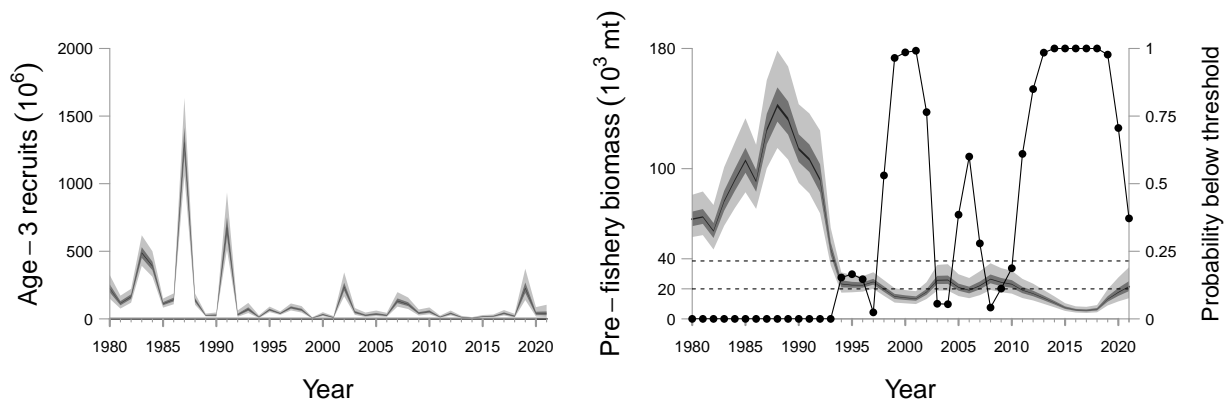 Age – 3 recruits (10⁶)
2000
1500
1000
500
0
1980 1985 1990 1995 2000 2005 2010 2015 2020
Year
Pre – fishery biomass (10³ mt)
180
100
40
20
0
1980 1985 1990 1995 2000 2005 2010 2015 2020
Year
1
0.75
0.5
0.25
0
Probability below threshold